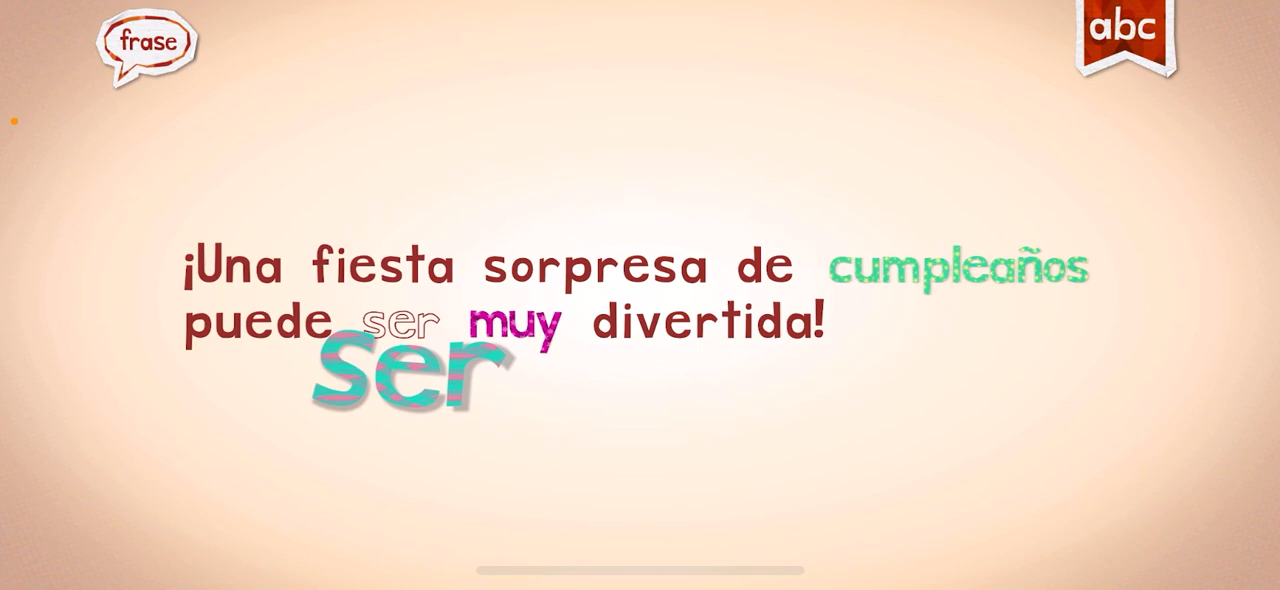 frase
abc
¡Una fiesta sorpresa de cumpleaños
puede ser muy divertida!
ser